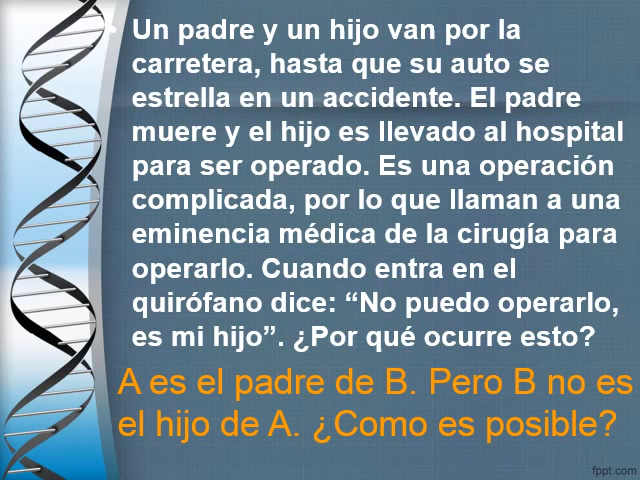 Un padre y un hijo van por la
carretera, hasta que su auto se
estrella en un accidente. El padre
muere y el hijo es llevado al hospital
para ser operado. Es una operación
complicada, por lo que llaman a una
eminencia médica de la cirugía para
operarlo. Cuando entra en el
quirófano dice: “No puedo operarlo,
es mi hijo”. ¿Por qué ocurre esto?
A es el padre de B. Pero B no es
el hijo de A. ¿Como es posible?
fppt.com